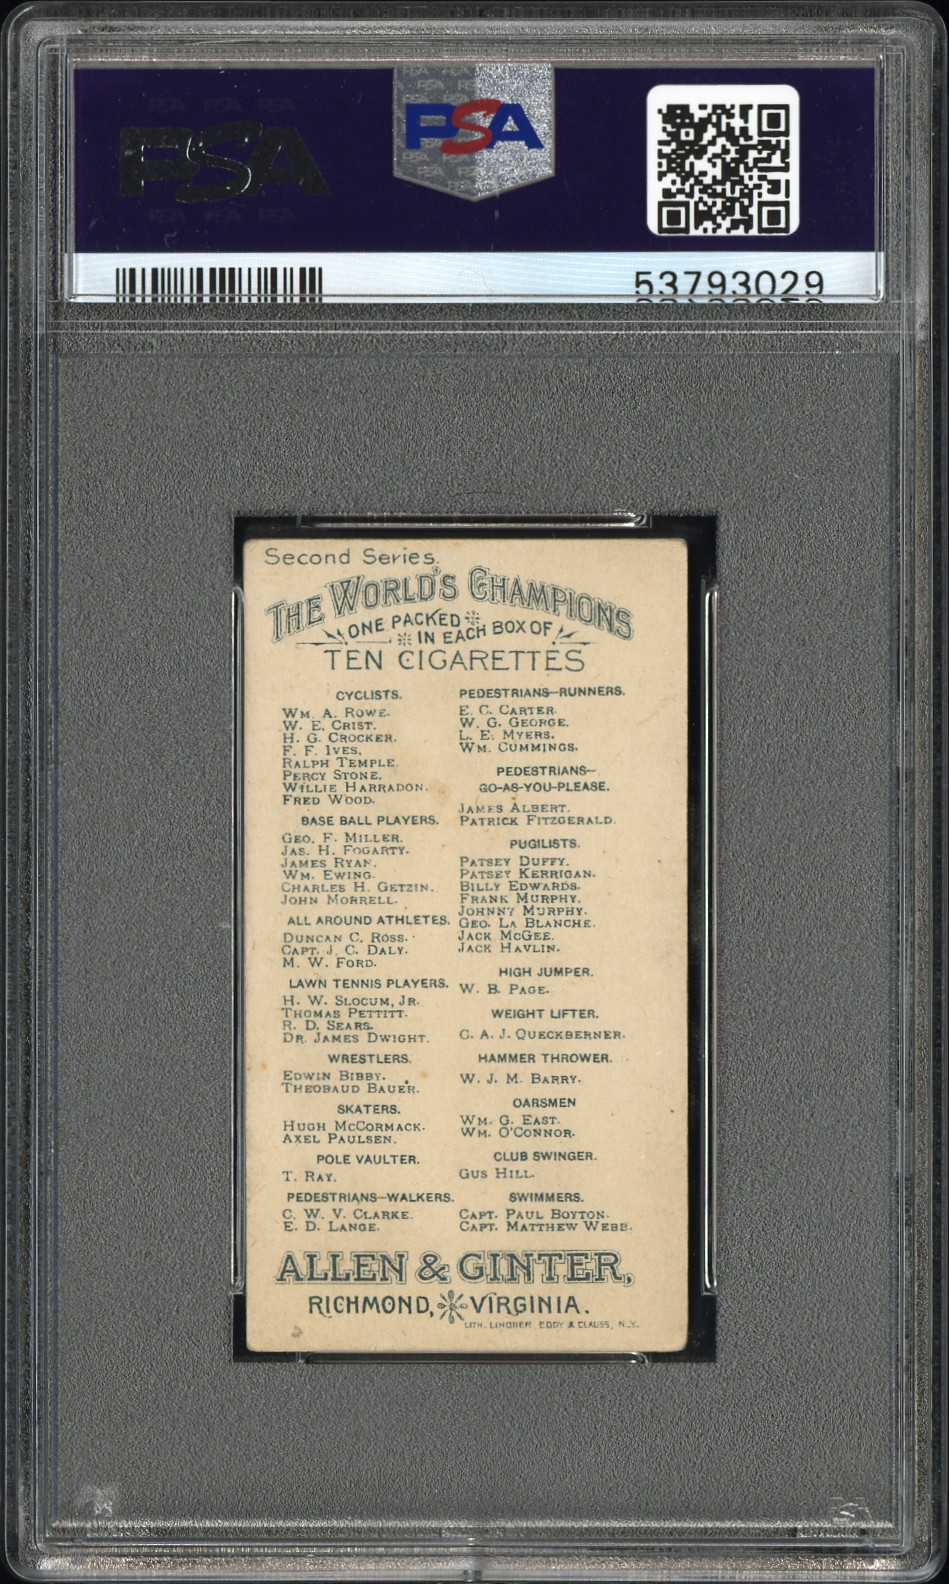 PSA
PSA
53793029
Second Series.
THE WORLD'S CHAMPIONS
ONE PACKED
IN EACH BOX OF
TEN CIGARETTES
CYCLISTS.
WM. A. ROWE.
W. E. CRIST.
H. G. CROCKER.
F. F. IVES.
RALPH TEMPLE.
PERCY STONE.
WILLIE HARRADON.
FRED WOOD.
BASE BALL PLAYERS.
GEO. F. MILLER.
JAS. H. FOGARTY.
JAMES RYAN.
WM. EWING.
CHARLES H. GETZIN.
JOHN MORRELL.
ALL AROUND ATHLETES.
DUNCAN C. ROSS.
CAPT. J. C. DALY.
M. W. FORD.
LAWN TENNIS PLAYERS.
H. W. SLOCUM, JR.
THOMAS PETTITT.
R. D. SEARS.
DR. JAMES DWIGHT.
WRESTLERS.
EDWIN BIBBY.
THEOBAUD BAUER.
SKATERS.
HUGH MCCORMACK.
AXEL PAULSEN.
POLE VAULTER.
T. RAY.
PEDESTRIANS-WALKERS.
C. W. V. CLARKE.
E. D. LANGE.
PEDESTRIANS-RUNNERS.
E. C. CARTER.
W. G. GEORGE.
L. E. MYERS.
WM. CUMMINGS.
PEDESTRIANS-
GO-AS-YOU-PLEASE.
JAMES ALBERT.
PATRICK FITZGERALD.
PUGILISTS.
PATSEY DUFFY.
PATSEY KERRIGAN.
BILLY EDWARDS.
FRANK MURPHY.
JOHNNY MURPHY.
GEO. LA BLANCHE.
JACK MCGEE.
JACK HAVLIN.
HIGH JUMPER.
W. B. PAGE.
WEIGHT LIFTER.
C. A. J. QUECKBERNER.
HAMMER THROWER.
W. J. M. BARRY.
OARSMEN
WM. G. EAST.
WM. O'CONNOR.
CLUB SWINGER.
GUS HILL.
SWIMMERS.
CAPT. PAUL BOYTON.
CAPT. MATTHEW WEBB.
ALLEN & GINTER,
RICHMOND, VIRGINIA.
LITH. LINDNER EDDY & CLAUSS, N.Y.